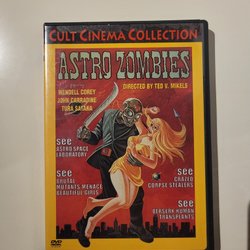 CULT CINEMA COLLECTION
ASTRO ZOMBIES
WENDELL COREY
JOHN CARRADINE
TURA SATANA
DIRECTED BY TED V. MIKELS
SEE
ASTRO SPACE
LABORATORY
SEE
BRUTAL
MUTANTS MENACE
BEAUTIFUL GIRLS
SEE
CRAZED
CORPSE STEALERS
SEE
BERSERK HUMAN
TRANSPLANTS
DVD